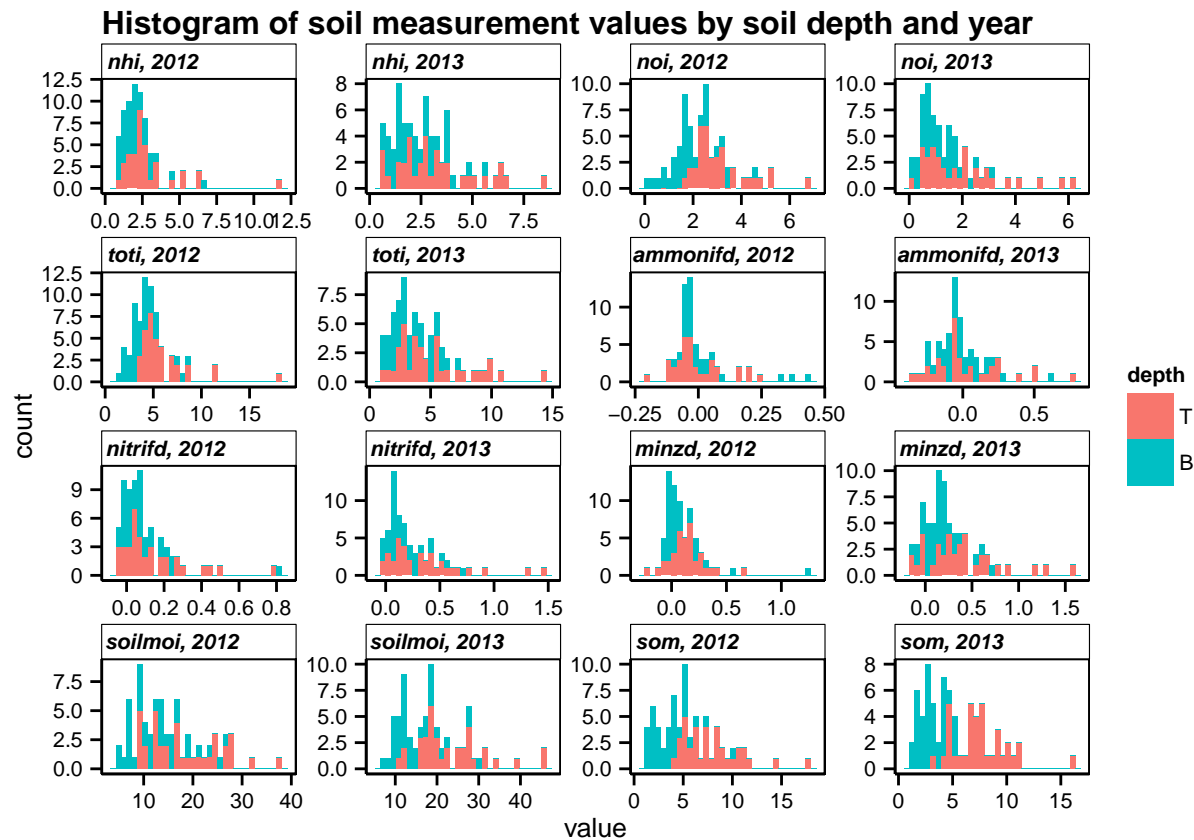 Histogram of soil measurement values by soil depth and year
nhi, 2012
nhi, 2013
noi, 2012
noi, 2013
12.5
10.0
7.5
5.0
2.5
0.0
8
6
4
2
0
10.0
7.5
5.0
2.5
0.0
10.0
7.5
5.0
2.5
0.0
0.0 2.5 5.0 7.5 10.0 12.5
0.0 2.5 5.0 7.5
0 2 4 6
0 2 4 6
toti, 2012
toti, 2013
ammonifd, 2012
ammonifd, 2013
12.5
10.0
7.5
5.0
2.5
0.0
7.5
5.0
2.5
0.0
10
5
0
10
5
0
0 5 10 15
0 5 10 15
−0.25 0.00 0.25 0.50
0.0 0.5
nitrifd, 2012
nitrifd, 2013
minzd, 2012
minzd, 2013
9
6
3
0
10
5
0
10
5
0
10.0
7.5
5.0
2.5
0.0
0.0 0.2 0.4 0.6 0.8
0.0 0.5 1.0 1.5
0.0 0.5 1.0
0.0 0.5 1.0 1.5
soilmoi, 2012
soilmoi, 2013
som, 2012
som, 2013
7.5
5.0
2.5
0.0
10.0
7.5
5.0
2.5
0.0
10.0
7.5
5.0
2.5
0.0
8
6
4
2
0
10 20 30 40
10 20 30 40
0 5 10 15
0 5 10 15
count
value
depth
T
B